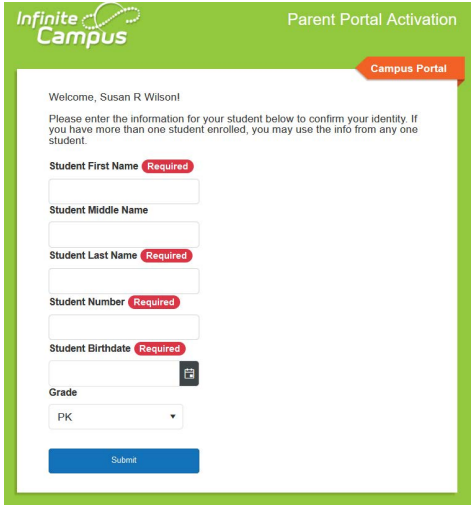 Infinite
Campus
Parent Portal Activation
Campus Portal
Welcome, Susan R Wilson!
Please enter the information for your student below to confirm your identity. If
you have more than one student enrolled, you may use the info from any one
student.
Student First Name Required
Student Middle Name
Student Last Name Required
Student Number Required
Student Birthdate Required
Grade
PK
Submit